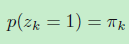 p(z_k = 1) = π_k